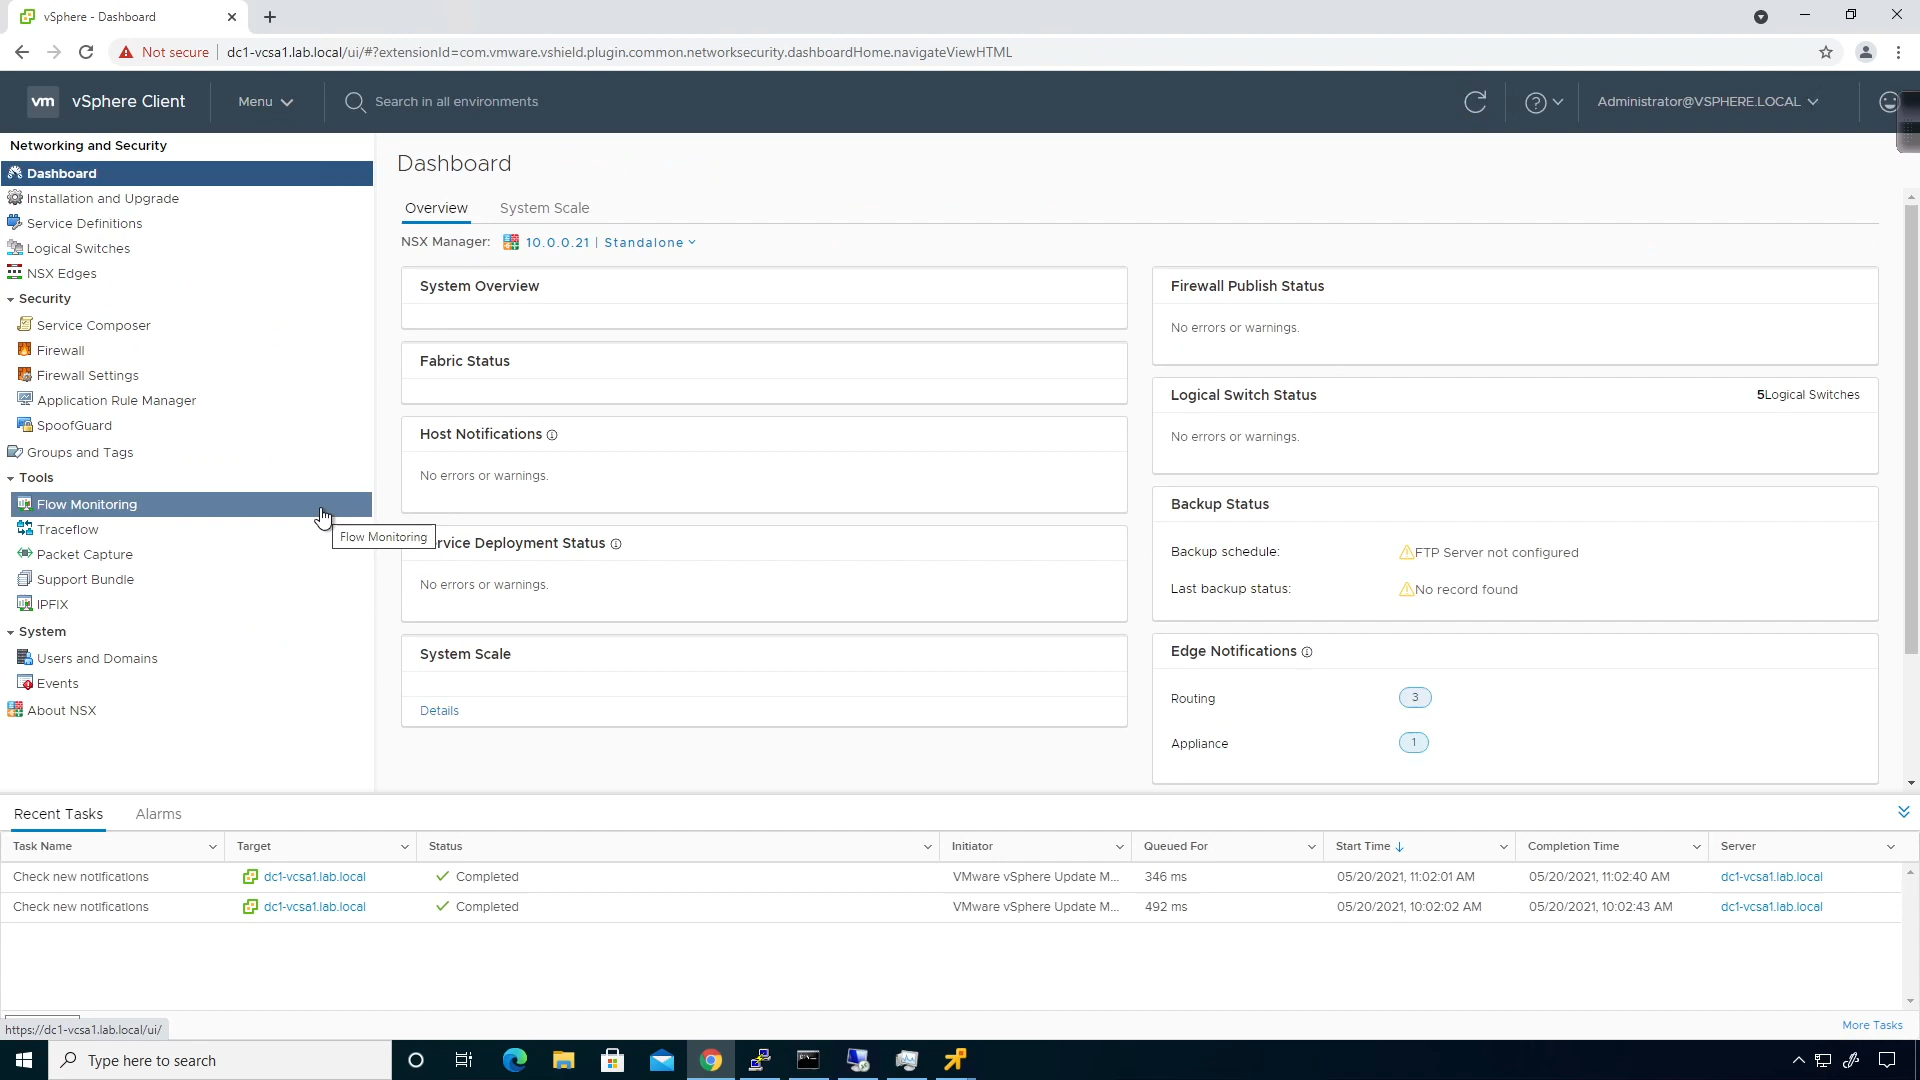 vSphere - Dashboard
Not secure
dc1-vcsa1.lab.local/ui/#?extensionId=com.vmware.vshield.plugin.common.networksecurity.dashboardHome.navigateViewHTML
vm
vSphere Client
Menu
Search in all environments
Administrator@VSPHERE.LOCAL
Networking and Security
Dashboard
Installation and Upgrade
Service Definitions
Logical Switches
NSX Edges
Security
Service Composer
Firewall
Firewall Settings
Application Rule Manager
SpoofGuard
Groups and Tags
Tools
Flow Monitoring
Traceflow
Packet Capture
Support Bundle
IPFIX
System
Users and Domains
Events
About NSX
Flow Monitoring
Dashboard
Overview
System Scale
NSX Manager: 10.0.0.21 | Standalone
System Overview
Fabric Status
Host Notifications
No errors or warnings.
rvice Deployment Status
No errors or warnings.
System Scale
Details
Firewall Publish Status
No errors or warnings.
Logical Switch Status 5Logical Switches
No errors or warnings.
Backup Status
Backup schedule: FTP Server not configured
Last backup status: No record found
Edge Notifications
Routing 3
Appliance 1
Recent Tasks Alarms
Task Name Target Status Initiator Queued For Start Time Completion Time Server
Check new notifications dc1-vcsa1.lab.local Completed VMware vSphere Update M... 346 ms 05/20/2021, 11:02:01 AM 05/20/2021, 11:02:40 AM dc1-vcsa1.lab.local
Check new notifications dc1-vcsa1.lab.local Completed VMware vSphere Update M... 492 ms 05/20/2021, 10:02:02 AM 05/20/2021, 10:02:43 AM dc1-vcsa1.lab.local
More Tasks
https://dc1-vcsa1.lab.local/ui/
Type here to search